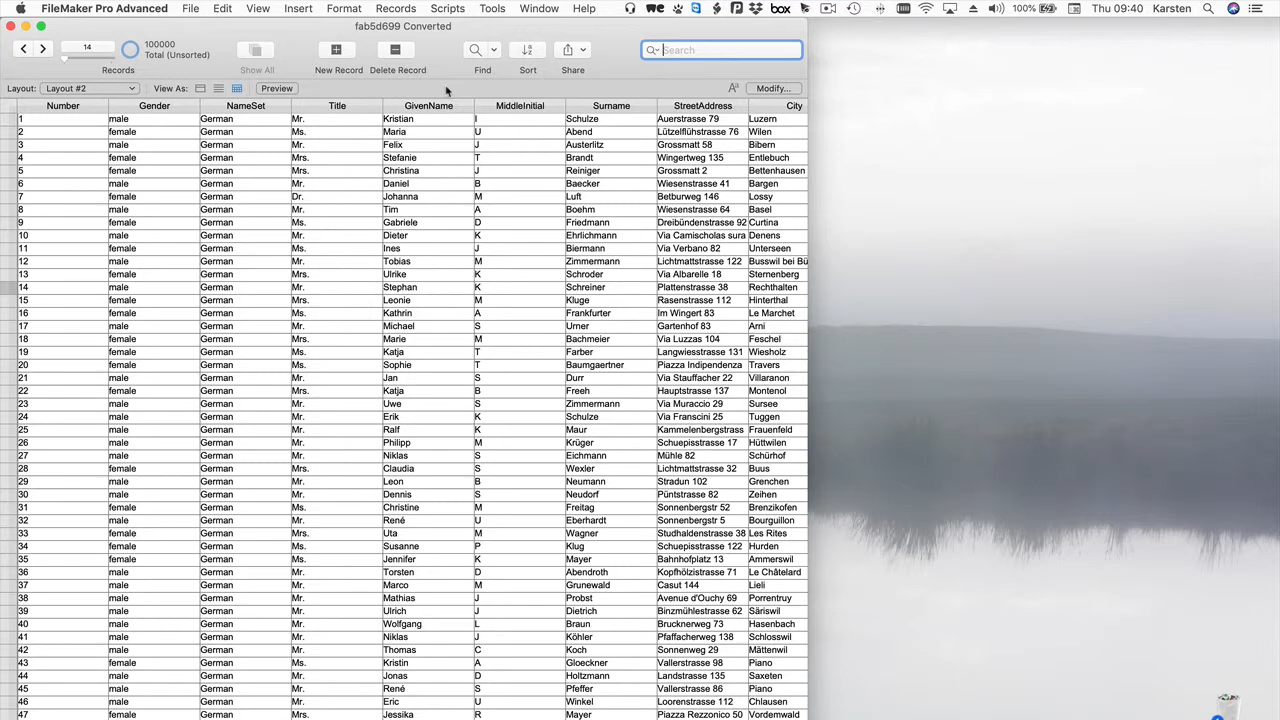 FileMaker Pro Advanced File Edit View Insert Format Records Scripts Tools Window Help box 100% Thu 09:40 Karsten
fab5d699 Converted
14 100000
Total (Unsorted)
Records Show All New Record Delete Record Find Sort Share Search
Layout: Layout #2 View As: Preview Aa Modify...
Number Gender NameSet Title GivenName MiddleInitial Surname StreetAddress City
1 male German Mr. Kristian I Schulze Auerstrasse 79 Luzern
2 female German Ms. Maria U Abend Lützelflühstrasse 76 Wilen
3 male German Mr. Felix J Austerlitz Grossmatt 58 Bibern
4 female German Mrs. Stefanie T Brandt Wingertweg 135 Entlebuch
5 female German Mrs. Christina J Reiniger Grossmatt 2 Bettenhausen
6 male German Mr. Daniel B Baecker Wiesenstrasse 41 Bargen
7 female German Dr. Johanna M Luft Betburweg 146 Lossy
8 male German Mr. Tim A Boehm Wiesenstrasse 64 Basel
9 female German Ms. Gabriele D Friedmann Dreibündenstrasse 92 Curtina
10 male German Mr. Dieter K Ehrlichmann Via Camischolas sura Denens
11 female German Ms. Ines J Biermann Via Verbano 82 Unterseen
12 male German Mr. Tobias M Zimmermann Lichtmattstrasse 122 Busswil bei Bü
13 female German Mrs. Ulrike K Schroder Via Albarelle 18 Sternenberg
14 male German Mr. Stephan K Schreiner Plattenstrasse 38 Rechthalten
15 female German Mrs. Leonie M Kluge Rasenstrasse 112 Hinterthal
16 female German Ms. Kathrin A Frankfurter Im Wingert 83 Le Marchet
17 male German Mr. Michael S Urner Gartenhof 83 Arni
18 female German Mrs. Marie M Bachmeier Via Luzzas 104 Feschel
19 female German Ms. Katja T Farber Langwiesstrasse 131 Wiesholz
20 female German Ms. Sophie T Baumgaertner Piazza Indipendenza Travers
21 male German Mr. Jan S Durr Via Stauffacher 22 Villaranon
22 female German Mrs. Katja B Freeh Hauptstrasse 137 Montenol
23 male German Mr. Uwe S Zimmermann Via Muraccio 29 Sursee
24 male German Mr. Erik K Schulze Via Franscini 25 Tuggen
25 male German Mr. Ralf K Maur Kammelenbergstrass Frauenfeld
26 male German Mr. Philipp M Krüger Schuepisstrasse 17 Hüttwilen
27 male German Mr. Niklas S Eichmann Mühle 82 Schürhof
28 female German Mrs. Claudia S Wexler Lichtmattstrasse 32 Buus
29 male German Mr. Leon B Neumann Stradun 102 Grenchen
30 male German Mr. Dennis S Neudorf Püntstrasse 82 Zeihen
31 female German Ms. Christine M Freitag Sonnenbergstr 52 Brenzikofen
32 male German Mr. René U Eberhardt Sonnenbergstr 5 Bourguillon
33 female German Mrs. Uta M Wagner Studhaldenstrasse 38 Les Rites
34 female German Ms. Susanne P Klug Schuepisstrasse 122 Hurden
35 female German Ms. Jennifer K Mayer Bahnhofplatz 13 Ammerswil
36 male German Mr. Torsten D Abendroth Kopfhölzistrasse 71 Le Châtelard
37 male German Mr. Marco M Grunewald Casut 144 Lieli
38 male German Mr. Mathias J Probst Avenue d'Ouchy 69 Porrentruy
39 male German Mr. Ulrich J Dietrich Binzmühlestrasse 62 Säriswil
40 male German Mr. Wolfgang L Braun Brucknerweg 73 Hasenbach
41 male German Mr. Niklas J Köhler Pfaffacherweg 138 Schlosswil
42 male German Mr. Thomas C Koch Sonnenweg 29 Mättenwil
43 female German Ms. Kristin A Gloeckner Vallerstrasse 98 Piano
44 male German Mr. Jonas D Holtzmann Landstrasse 135 Saxeten
45 male German Mr. René S Pfeffer Vallerstrasse 86 Piano
46 male German Mr. Eric U Winkel Loorenstrasse 112 Chlausen
47 female German Mrs. Jessika R Mayer Piazza Rezzonico 50 Vordemwald